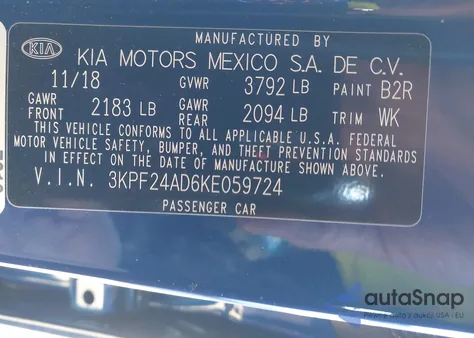 MANUFACTURED BY
KIA KIA MOTORS MEXICO S.A. DE C.V.
11/18 GVWR 3792 LB PAINT B2R
GAWR FRONT 2183 LB GAWR REAR 2094 LB TRIM WK
THIS VEHICLE CONFORMS TO ALL APPLICABLE U.S.A. FEDERAL
MOTOR VEHICLE SAFETY, BUMPER, AND THEFT PREVENTION STANDARDS
IN EFFECT ON THE DATE OF MANUFACTURE SHOWN ABOVE.
V.I.N. 3KPF24AD6KE059724
PASSENGER CAR
autoSnap